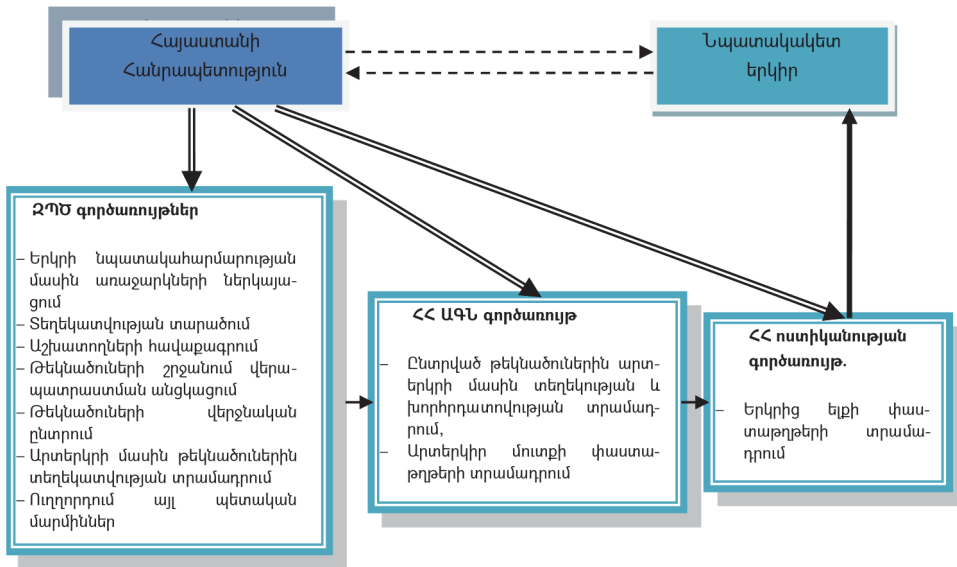 Հայաստանի
Հանրապետություն
Նպատակակետ
երկիր
ԶՊԾ գործառույթներ
– Երկրի նպատակահարմարության
մասին առաջարկների ներկայա-
ցում
– Տեղեկատվության տարածում
– Աշխատողների հավաքագրում
– Թեկնածուների շրջանում վերա-
պատրաստման անցկացում
– Թեկնածուների վերջնական
ընտրում
– Արտերկրի մասին թեկնածուներին
տեղեկատվության տրամադրում
– Ուղղորդում այլ պետական
մարմիններ
ՀՀ ԱԳՆ գործառույթ
– Ընտրված թեկնածուներին արտ-
երկրի մասին տեղեկության և
խորհրդատովության տրամադ-
րում,
– Արտերկիր մուտքի փաստա-
թղթերի տրամադրում
ՀՀ ոստիկանության
գործառույթ.
– Երկրից ելքի փաս-
տաթղթերի տրամա-
դրում